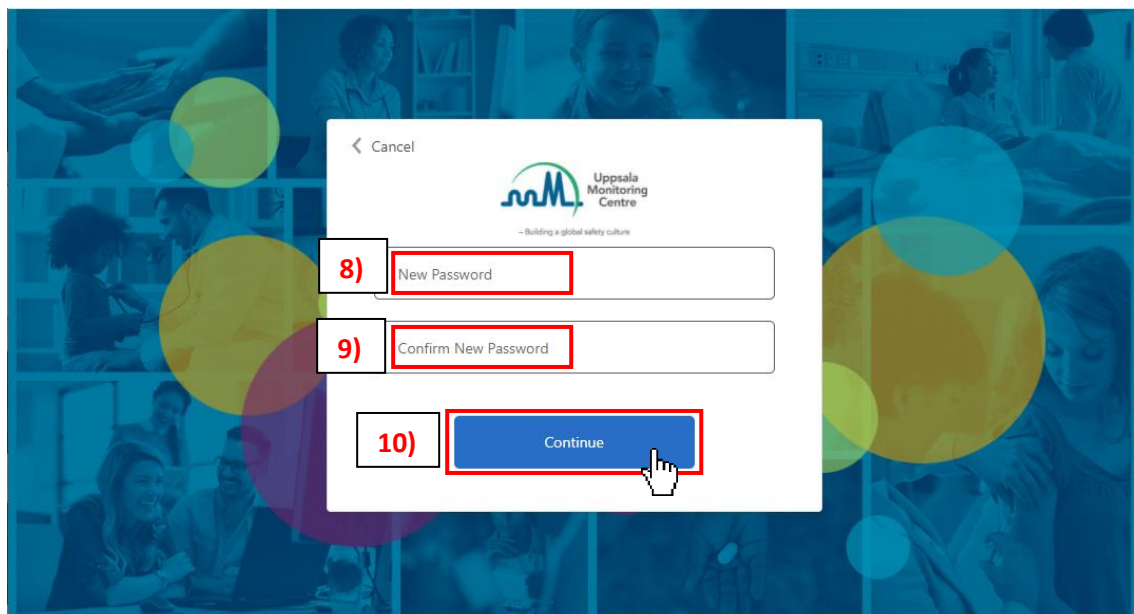 Cancel
Uppsala
Monitoring
Centre
– Building a global safety culture
8)
New Password
9)
Confirm New Password
10)
Continue